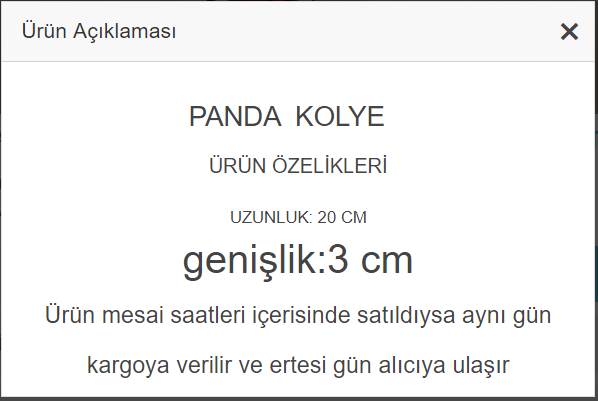 Ürün Açıklaması
PANDA KOLYE
ÜRÜN ÖZELİKLERİ
UZUNLUK: 20 CM
genişlik:3 cm
Ürün mesai saatleri içerisinde satıldıysa aynı gün
kargoya verilir ve ertesi gün alıcıya ulaşır